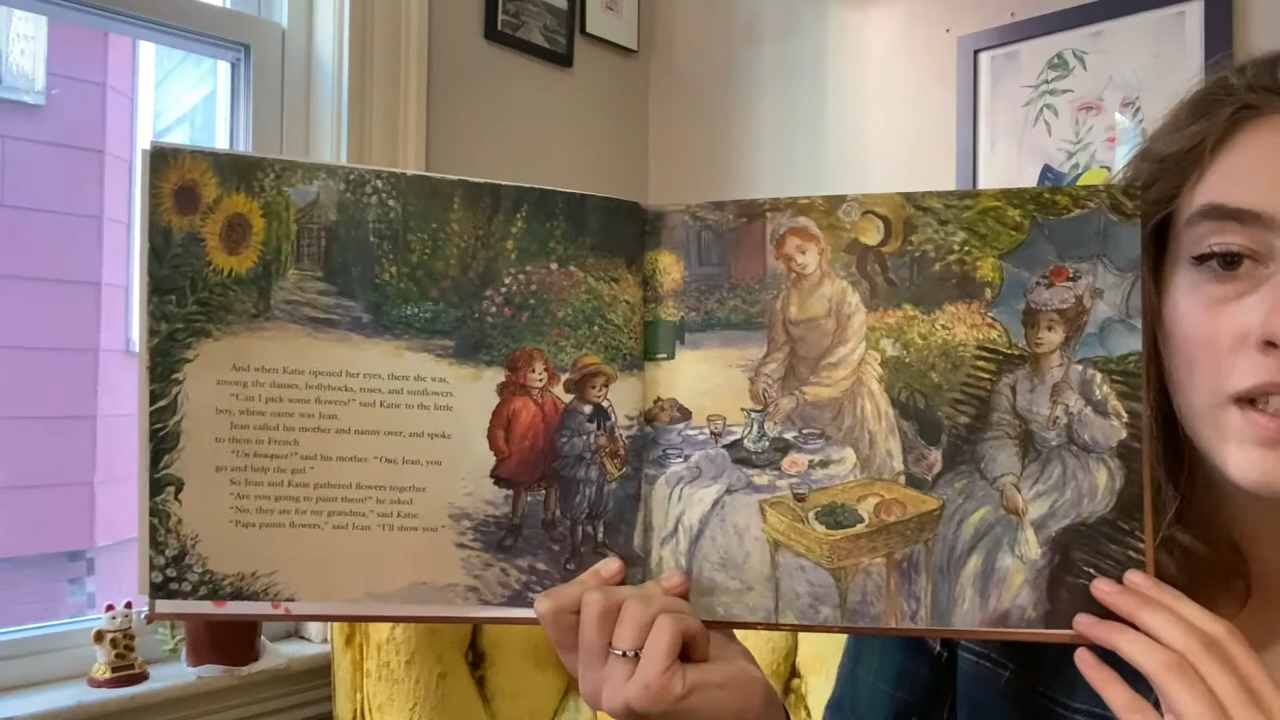 And when Katie opened her eyes, there she was,
among the daisies, hollyhocks, roses, and sunflowers.
"Can I pick some flowers?" said Katie to the little
boy, whose name was Jean.
Jean called his mother and nanny over, and spoke
to them in French.
"Un bouquet?" said his mother. "Oui, Jean, you
go and help the girl."
So Jean and Katie gathered flowers together.
"Are you going to paint them?" he asked.
"No, they are for my grandma," said Katie.
"Papa paints flowers," said Jean. "I'll show you."